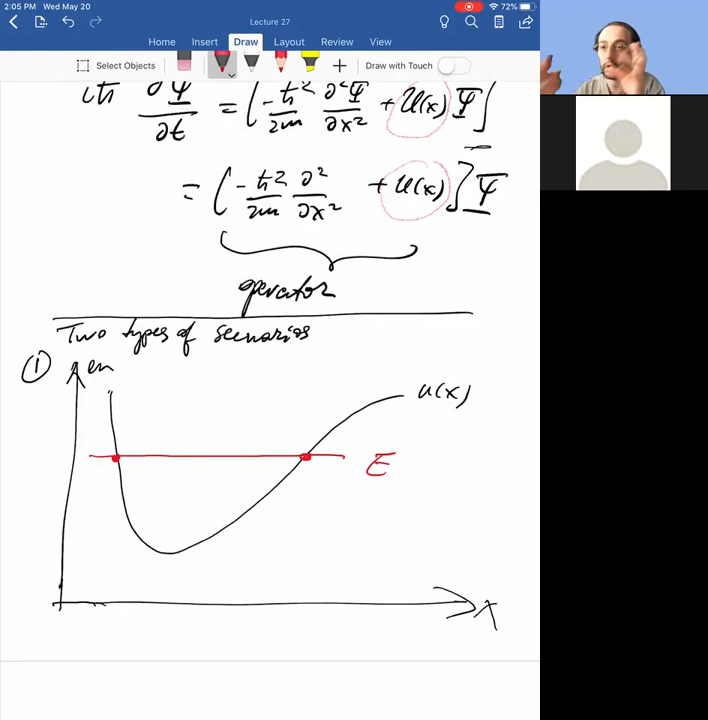 2:05 PM Wed May 20
72%
Lecture 27
Home Insert Draw Layout Review View
Select Objects
Draw with Touch
iħ ∂Ψ/∂t = [-ħ²/2m ∂²Ψ/∂x² + U(x) Ψ]
= [-ħ²/2m ∂²/∂x² + U(x)] Ψ
operator
Two types of scenarios
① en
U(x)
E
X